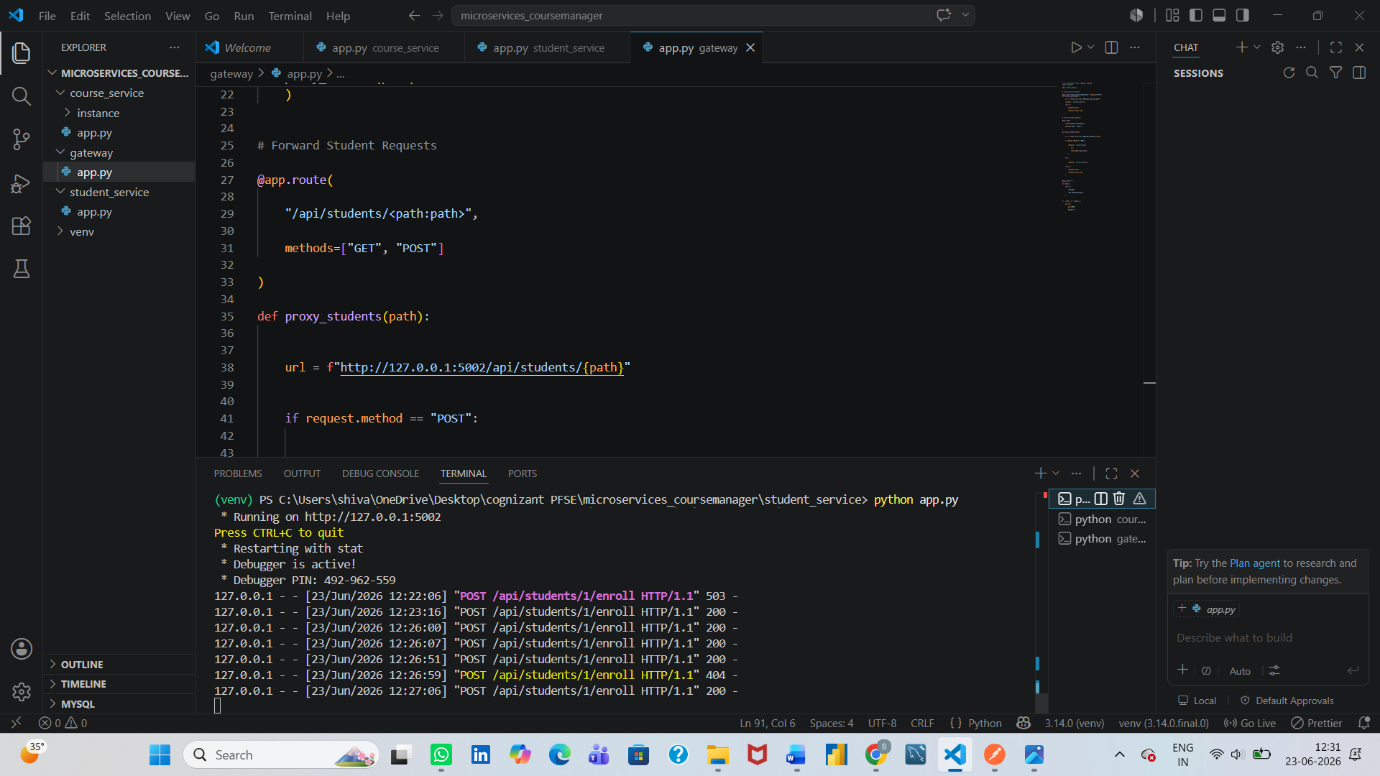 File Edit Selection View Go Run Terminal Help
microservices_coursemanager
EXPLORER
MICROSERVICES_COURSE...
course_service
instance
app.py
gateway
app.py
student_service
app.py
venv
OUTLINE
TIMELINE
MYSQL
Welcome
app.py course_service
app.py student_service
app.py gateway
gateway > app.py > ...
22 )
23
24
25 # Forward Student Requests
26
27 @app.route(
28
29 "/api/students/<path:path>",
30
31 methods=["GET", "POST"]
32
33 )
34
35 def proxy_students(path):
36
37
38 url = f"http://127.0.0.1:5002/api/students/{path}"
39
40
41 if request.method == "POST":
42
43
PROBLEMS OUTPUT DEBUG CONSOLE TERMINAL PORTS
(venv) PS C:\Users\shiva\OneDrive\Desktop\cognizant PFSE\microservices_coursemanager\student_service> python app.py
* Running on http://127.0.0.1:5002
Press CTRL+C to quit
* Restarting with stat
* Debugger is active!
* Debugger PIN: 492-962-559
127.0.0.1 - - [23/Jun/2026 12:22:06] "POST /api/students/1/enroll HTTP/1.1" 503 -
127.0.0.1 - - [23/Jun/2026 12:23:16] "POST /api/students/1/enroll HTTP/1.1" 200 -
127.0.0.1 - - [23/Jun/2026 12:26:00] "POST /api/students/1/enroll HTTP/1.1" 200 -
127.0.0.1 - - [23/Jun/2026 12:26:07] "POST /api/students/1/enroll HTTP/1.1" 200 -
127.0.0.1 - - [23/Jun/2026 12:26:51] "POST /api/students/1/enroll HTTP/1.1" 200 -
127.0.0.1 - - [23/Jun/2026 12:26:59] "POST /api/students/1/enroll HTTP/1.1" 404 -
127.0.0.1 - - [23/Jun/2026 12:27:06] "POST /api/students/1/enroll HTTP/1.1" 200 -
p...
python cour...
python gate...
CHAT
SESSIONS
Tip: Try the Plan agent to research and
plan before implementing changes.
app.py
Describe what to build
Auto
Local Default Approvals
0 0
Ln 91, Col 6 Spaces: 4 UTF-8 CRLF { } Python 3.14.0 (venv) venv (3.14.0.final.0) Go Live Prettier
35°
Search
ENG
IN
12:31
23-06-2026